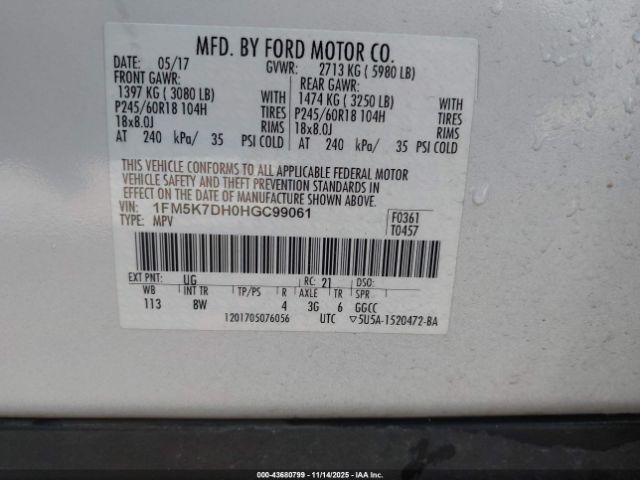 MFD. BY FORD MOTOR CO.
DATE: 05/17 GVWR: 2713 KG ( 5980 LB)
FRONT GAWR: REAR GAWR:
1397 KG ( 3080 LB) WITH 1474 KG ( 3250 LB) WITH
P245/60R18 104H TIRES P245/60R18 104H TIRES
18x8.0J RIMS 18x8.0J RIMS
AT 240 kPa/ 35 PSI COLD AT 240 kPa/ 35 PSI COLD
THIS VEHICLE CONFORMS TO ALL APPLICABLE FEDERAL MOTOR
VEHICLE SAFETY AND THEFT PREVENTION STANDARDS IN EFFECT
ON THE DATE OF MANUFACTURE SHOWN ABOVE.
VIN: 1FM5K7DH0HGC99061 F0361
TYPE: MPV T0457
EXT PNT: UG RC: 21 DSO:
WB INT TR TP/PS R AXLE TR SPR
113 BW 4 3G 6 GGCC
1201705076056 UTC ▽5U5A-1520472-BA
000-43680799 - 11/14/2025 - IAAI.com